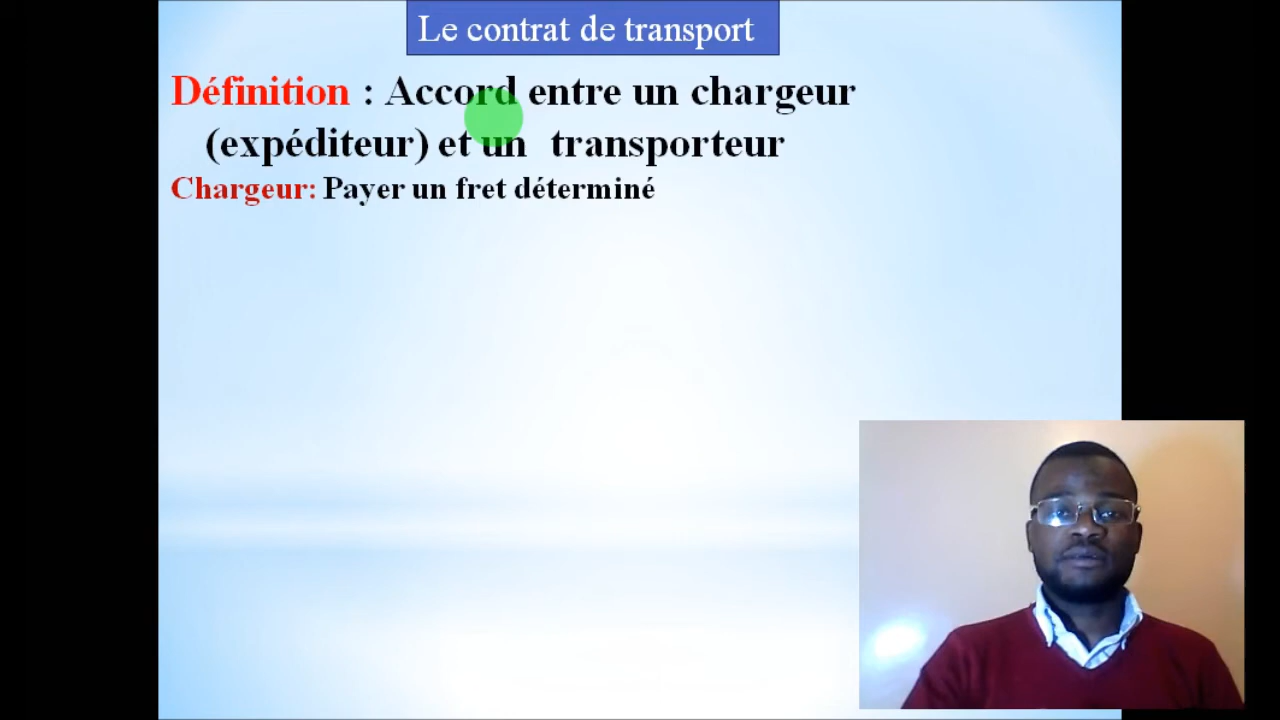 Le contrat de transport
Définition : Accord entre un chargeur
(expéditeur) et un transporteur
Chargeur: Payer un fret déterminé